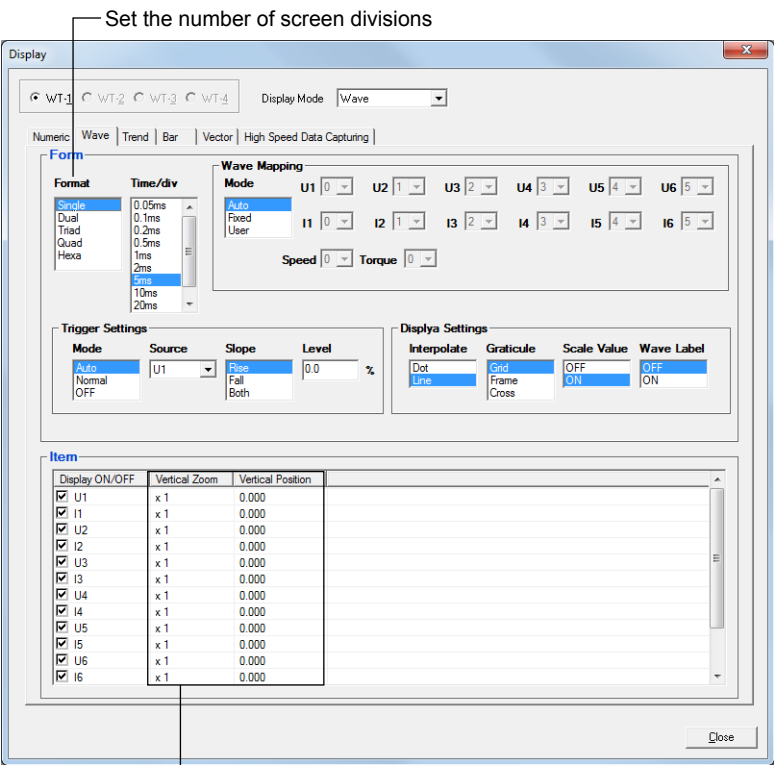 Set the number of screen divisions
Display
WT-1 WT-2 WT-3 WT-4 Display Mode Wave
Numeric Wave Trend Bar Vector High Speed Data Capturing
Form
Wave Mapping
Format Time/div Mode U1 0 U2 1 U3 2 U4 3 U5 4 U6 5
Single 0.05ms Auto
Dual 0.1ms Fixed
Triad 0.2ms User I1 0 I2 1 I3 2 I4 3 I5 4 I6 5
Quad 0.5ms
Hexa 1ms Speed 0 Torque 0
2ms
5ms
10ms
20ms
Trigger Settings Displya Settings
Mode Source Slope Level Interpolate Graticule Scale Value Wave Label
Auto U1 Rise 0.0 % Dot Grid OFF OFF
Normal Fall Line Frame ON ON
OFF Both Cross
Item
Display ON/OFF Vertical Zoom Vertical Position
U1 x 1 0.000
I1 x 1 0.000
U2 x 1 0.000
I2 x 1 0.000
U3 x 1 0.000
I3 x 1 0.000
U4 x 1 0.000
I4 x 1 0.000
U5 x 1 0.000
I5 x 1 0.000
U6 x 1 0.000
I6 x 1 0.000
Close